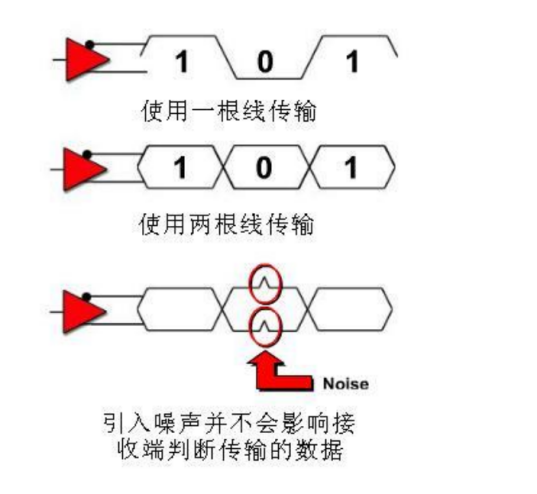 1 0 1
使用一根线传输
1 0 1
使用两根线传输
Noise
引入噪声并不会影响接
收端判断传输的数据